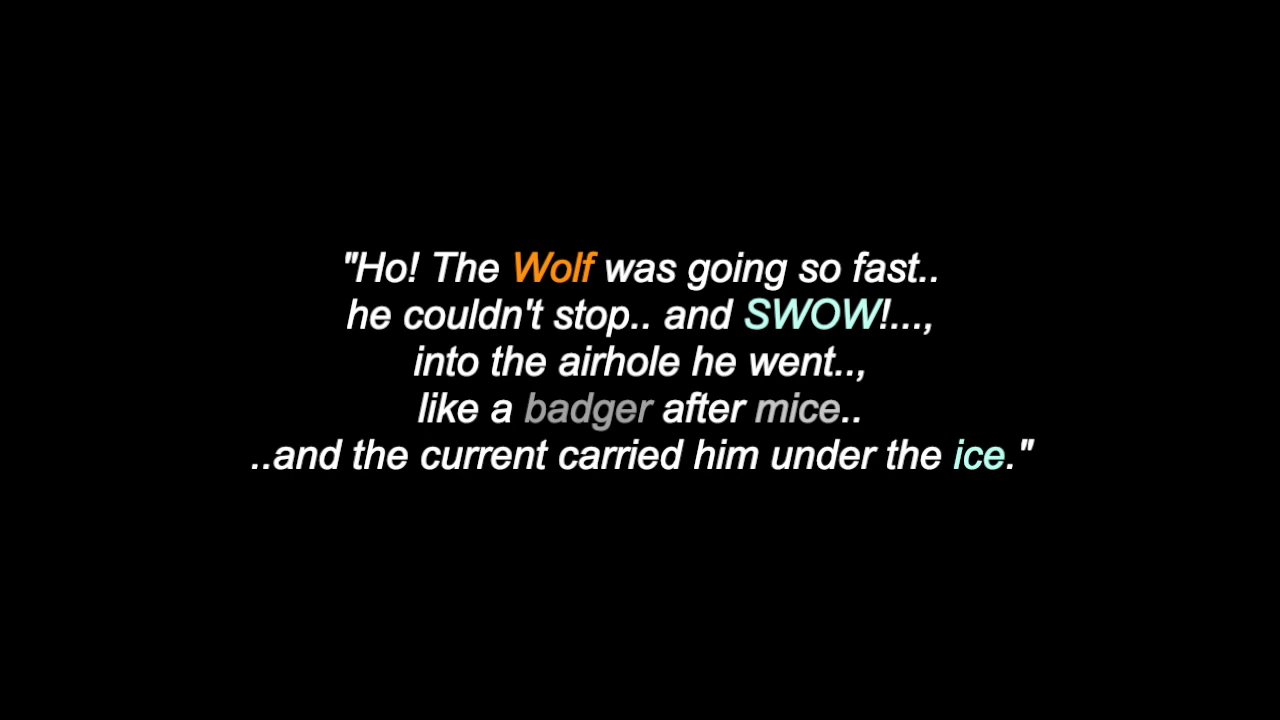 "Ho! The Wolf was going so fast..
he couldn't stop.. and SWOW!...,
into the airhole he went..,
like a badger after mice..
..and the current carried him under the ice."